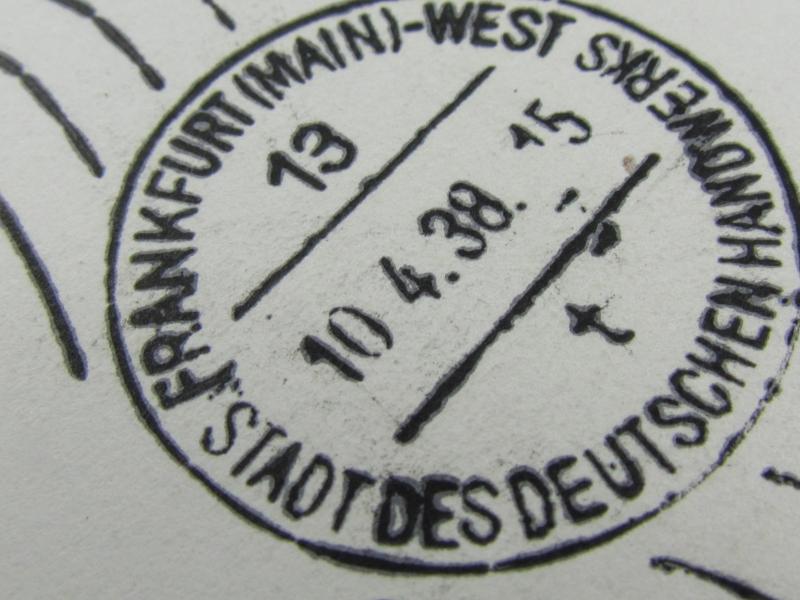 FRANKFURT (MAIN)-WEST
13
10 4.38. 15
t
STADT DES DEUTSCHEN HANDWERKS